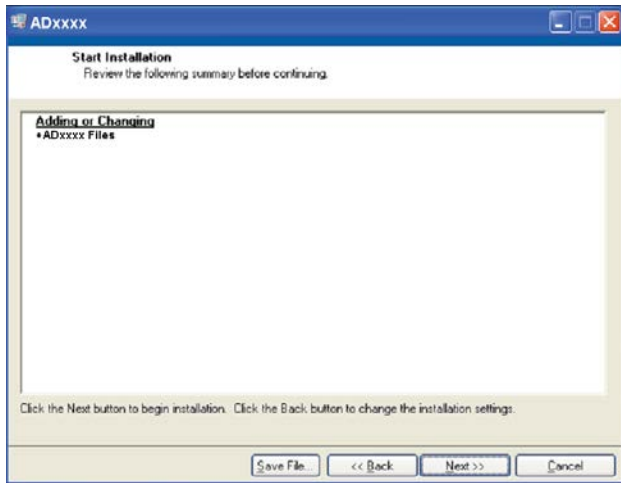 ADxxxx
Start Installation
Review the following summary before continuing.
Adding or Changing
•ADxxxx Files
Click the Next button to begin installation. Click the Back button to change the installation settings.
Save File... << Back Next >> Cancel